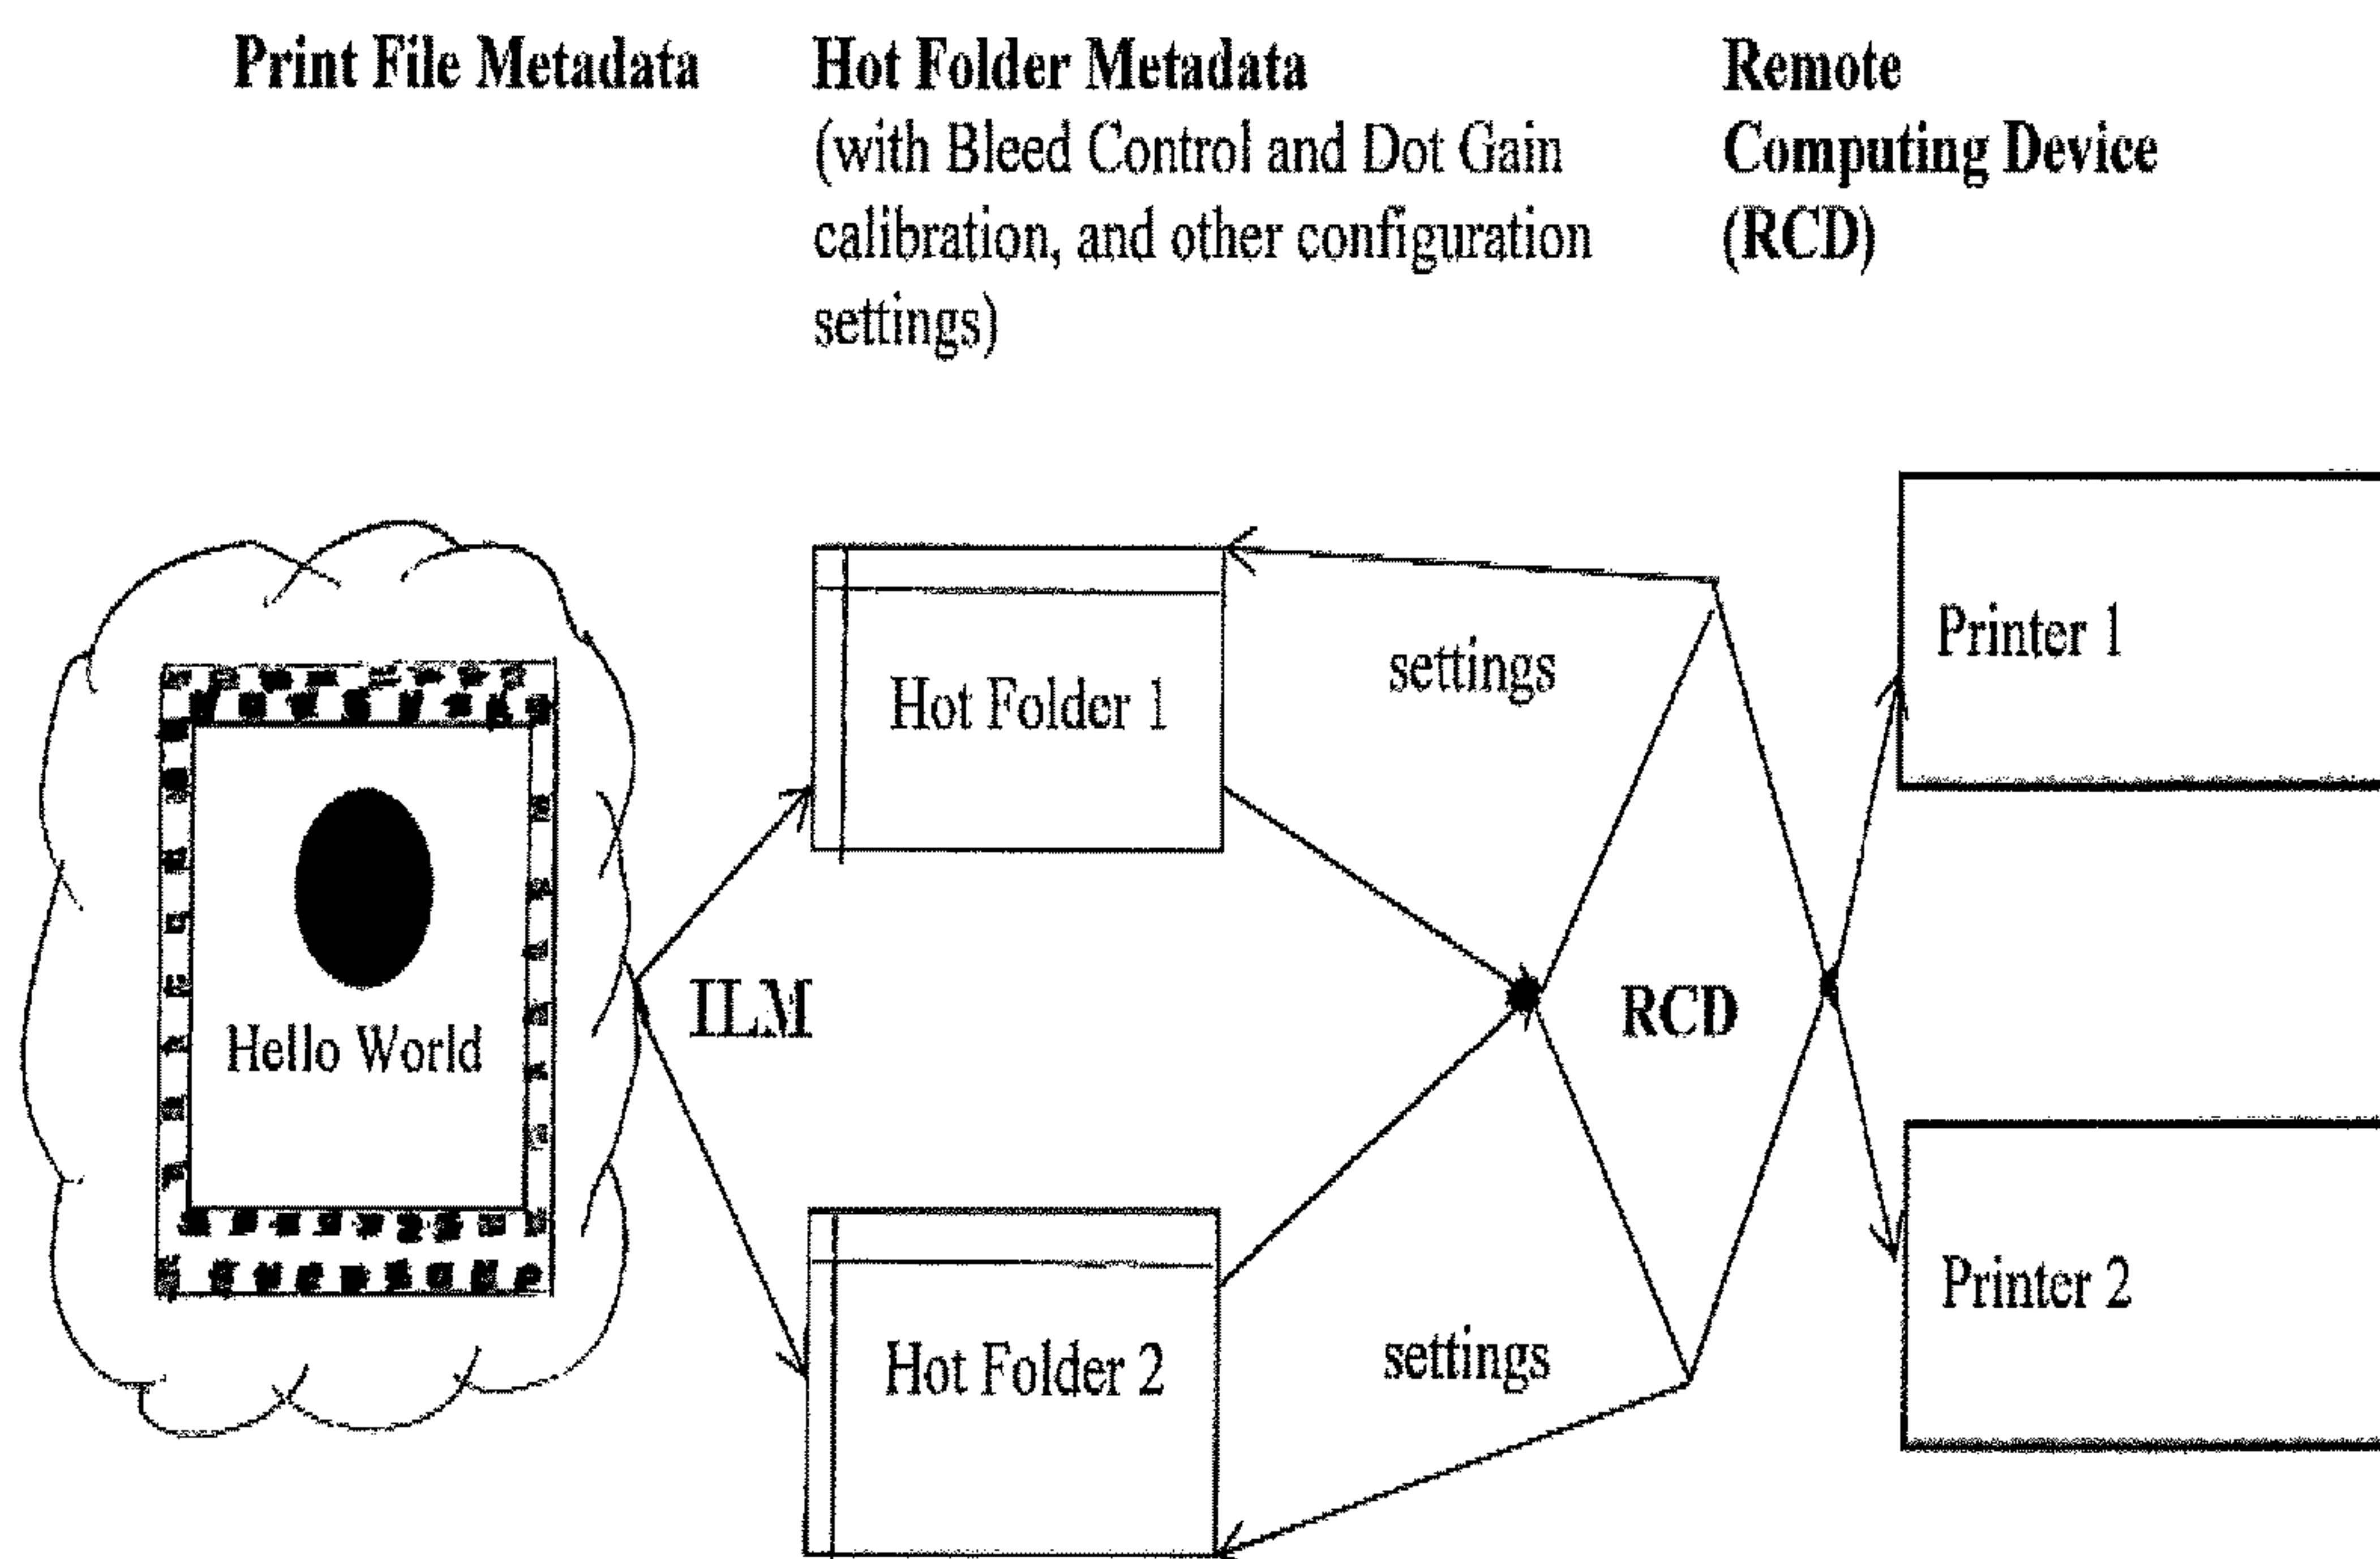 Print File Metadata
Hot Folder Metadata
(with Bleed Control and Dot Gain
calibration, and other configuration
settings)
Remote
Computing Device
(RCD)
Printer 1
settings
Hot Folder 1
ILM
RCD
Hello World
Printer 2
settings
Hot Folder 2